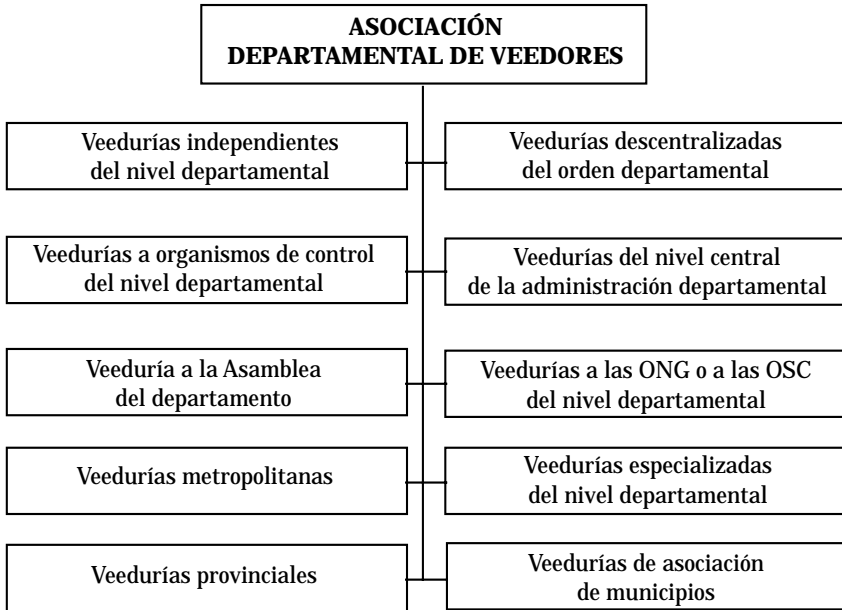 ASOCIACIÓN
DEPARTAMENTAL DE VEEDORES
Veedurías independientes
del nivel departamental
Veedurías descentralizadas
del orden departamental
Veedurías a organismos de control
del nivel departamental
Veedurías del nivel central
de la administración departamental
Veeduría a la Asamblea
del departamento
Veedurías a las ONG o a las OSC
del nivel departamental
Veedurías metropolitanas
Veedurías especializadas
del nivel departamental
Veedurías provinciales
Veedurías de asociación
de municipios